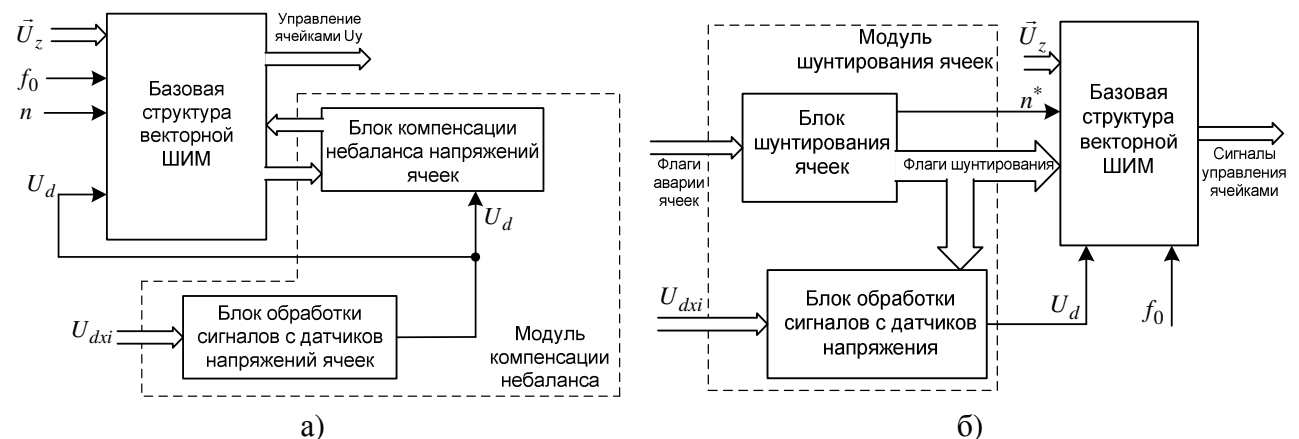 U⃗z
f0
n
Ud
Базовая
структура
векторной
ШИМ
Управление
ячейками Uy
Блок компенсации
небаланса напряжений
ячеек
Ud
Udxi
Блок обработки
сигналов с датчиков
напряжений ячеек
Модуль
компенсации
небаланса
а)
Модуль
шунтирования ячеек
Флаги
аварии
ячеек
Блок
шунтирования
ячеек
n*
Флаги шунтирования
U⃗z
Базовая
структура
векторной
ШИМ
Сигналы
управления
ячейками
Udxi
Блок обработки
сигналов с датчиков
напряжения
Ud
f0
б)